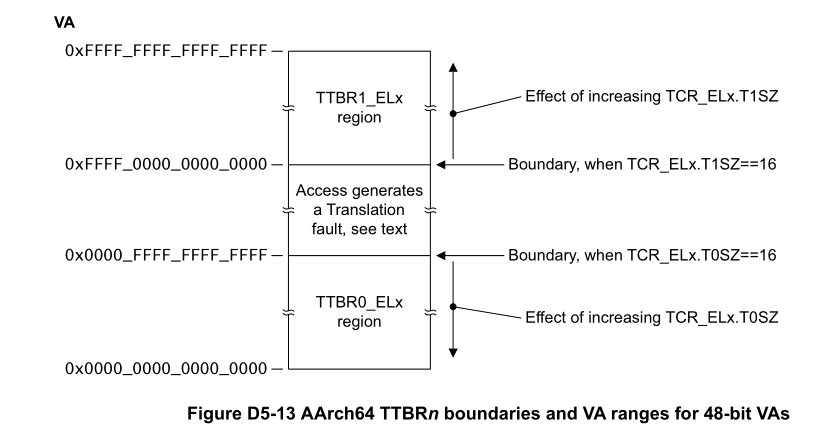 VA
0xFFFF_FFFF_FFFF_FFFF
TTBR1_ELx
region
Effect of increasing TCR_ELx.T1SZ
0xFFFF_0000_0000_0000
Boundary, when TCR_ELx.T1SZ==16
Access generates
a Translation
fault, see text
0x0000_FFFF_FFFF_FFFF
Boundary, when TCR_ELx.T0SZ==16
TTBR0_ELx
region
Effect of increasing TCR_ELx.T0SZ
0x0000_0000_0000_0000
Figure D5-13 AArch64 TTBRn boundaries and VA ranges for 48-bit VAs